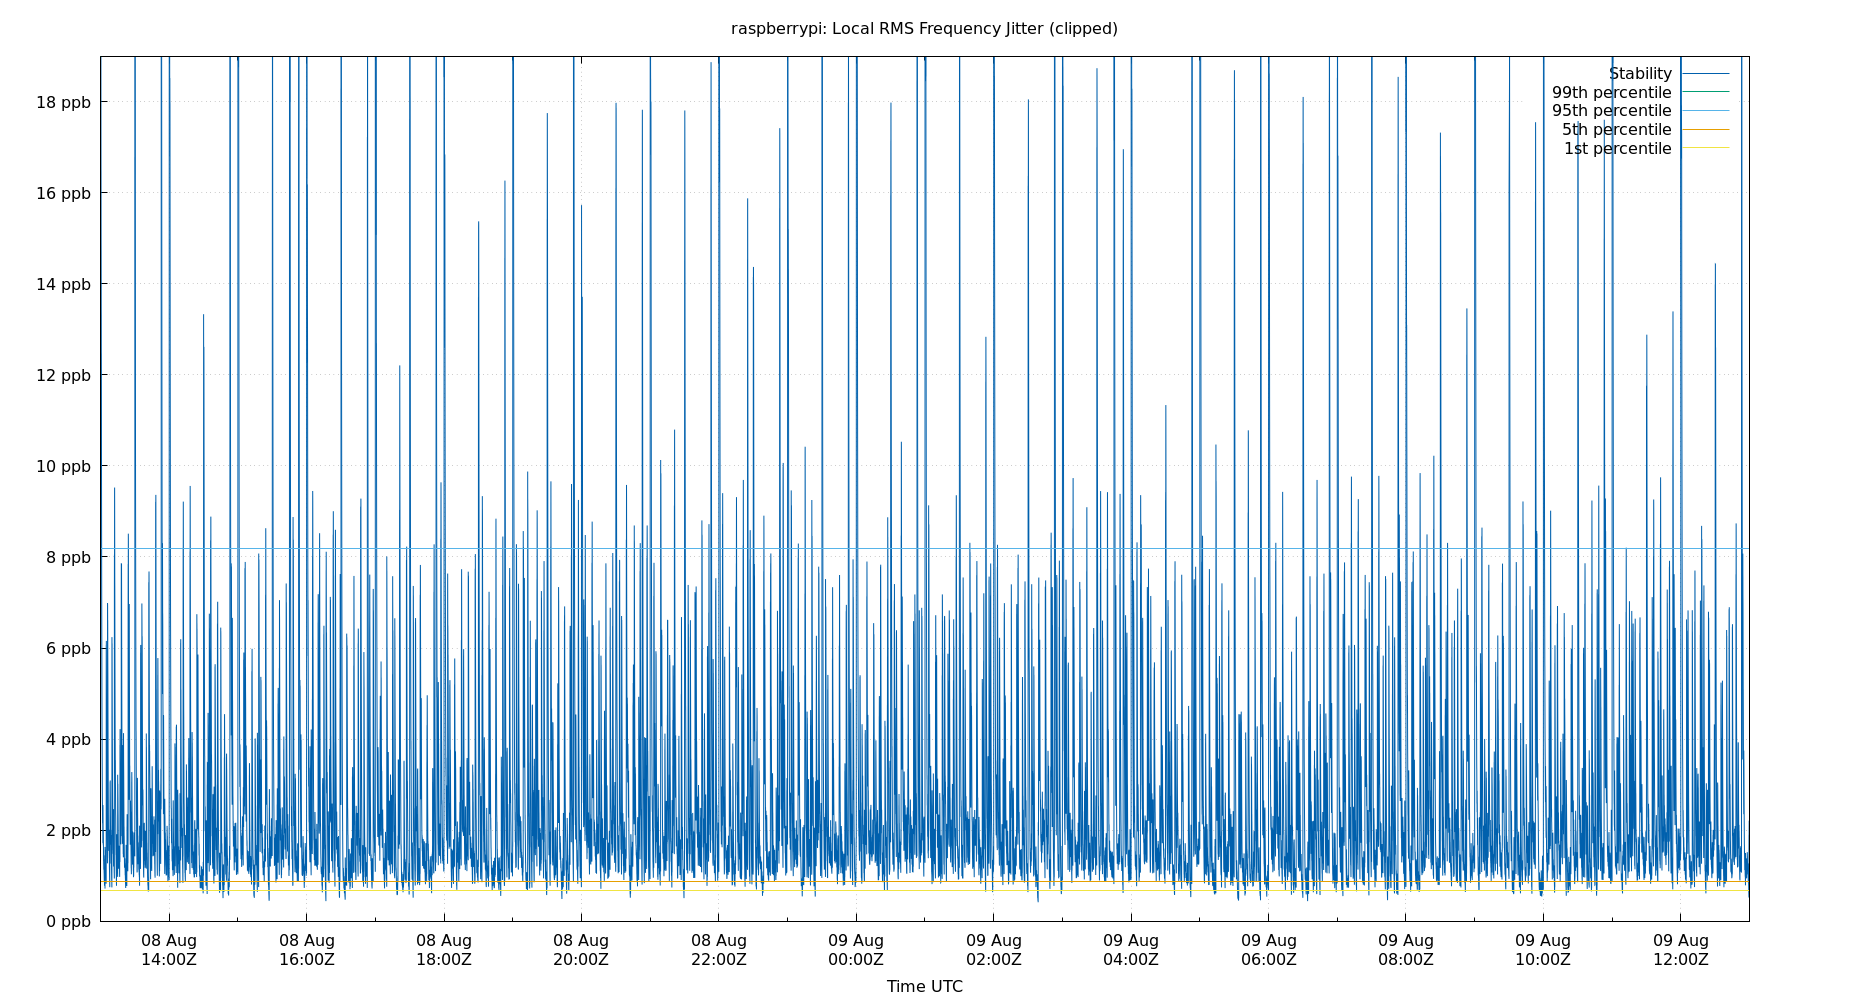 raspberrypi: Local RMS Frequency Jitter (clipped)
Stability
99th percentile
95th percentile
5th percentile
1st percentile
18 ppb
16 ppb
14 ppb
12 ppb
10 ppb
8 ppb
6 ppb
4 ppb
2 ppb
0 ppb
08 Aug 08 Aug 08 Aug 08 Aug 08 Aug 09 Aug 09 Aug 09 Aug 09 Aug 09 Aug 09 Aug 09 Aug
14:00Z 16:00Z 18:00Z 20:00Z 22:00Z 00:00Z 02:00Z 04:00Z 06:00Z 08:00Z 10:00Z 12:00Z
Time UTC